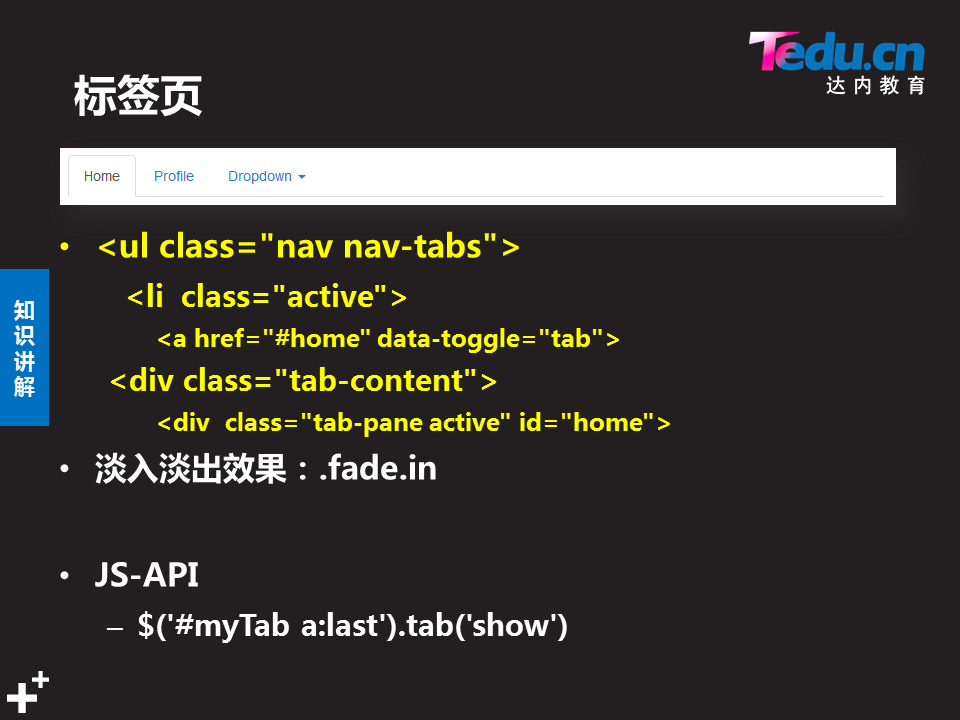 Tedu.cn
达内教育
标签页
Home Profile Dropdown
• <ul class="nav nav-tabs">
<li  class="active">
<a href="#home" data-toggle="tab">
<div class="tab-content">
<div  class="tab-pane active" id="home">
知识讲解
• 淡入淡出效果：.fade.in
• JS-API
– $('#myTab a:last').tab('show')